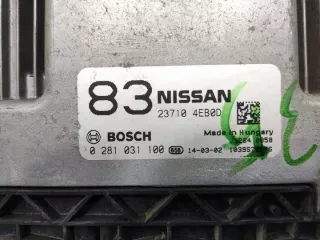 83 NISSAN
23710 4EB0D
BOSCH
Made in Hungary
0 281 031 100 14-03-02